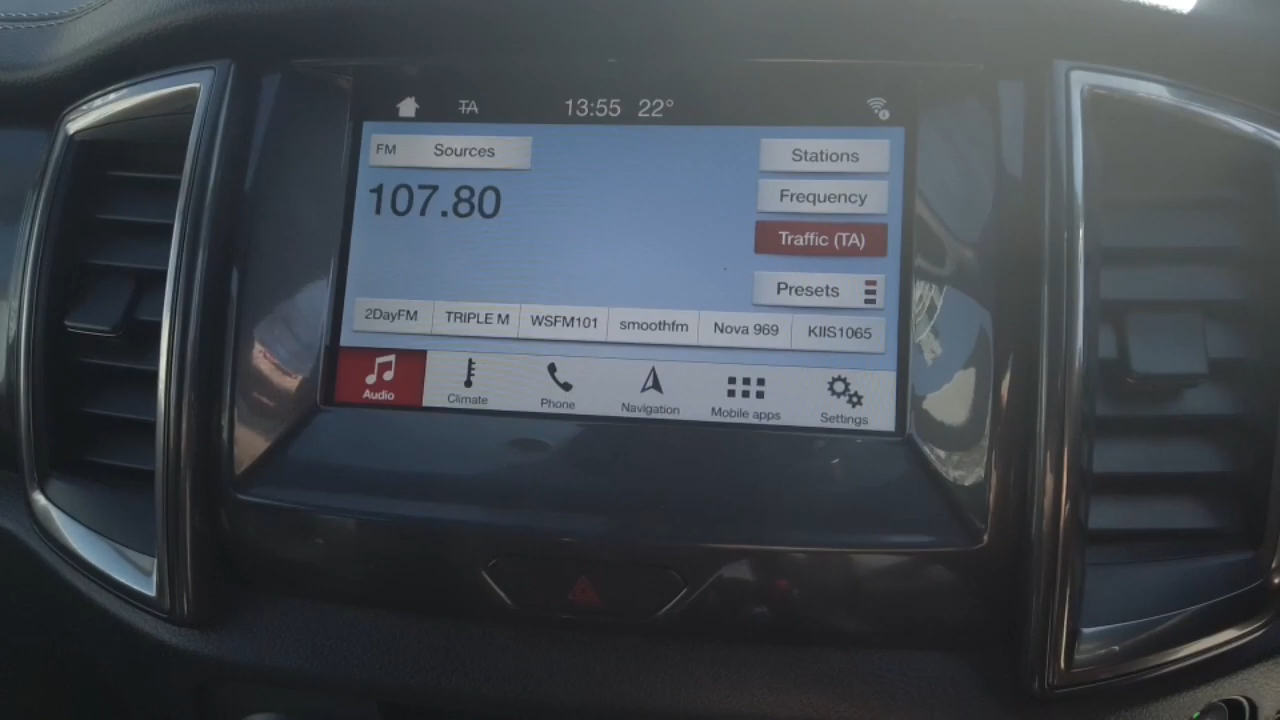 TA 13:55 22°
FM Sources
107.80
Stations
Frequency
Traffic (TA)
Presets
2DayFM TRIPLE M WSFM101 smoothfm Nova 969 KIIS1065
Audio Climate Phone Navigation Mobile apps Settings